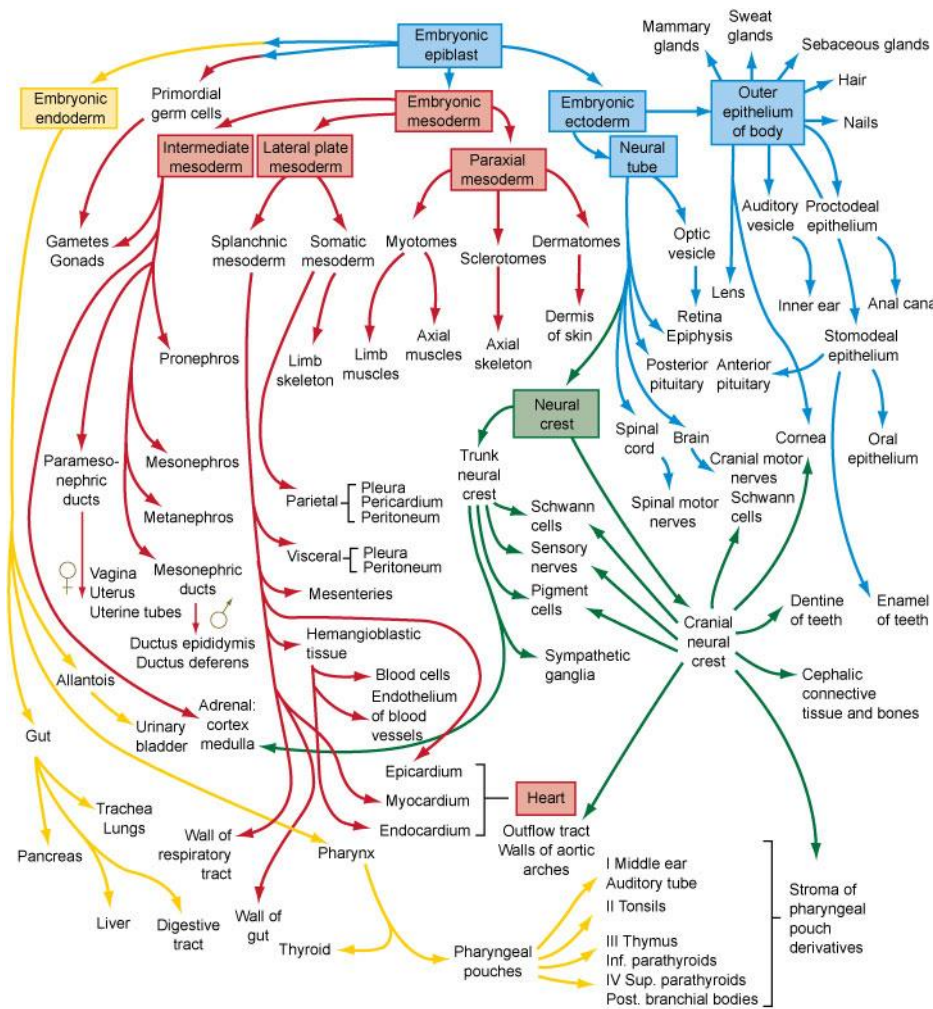 Embryonic
epiblast
Mammary
glands
Sweat
glands
Sebaceous glands
Hair
Nails
Outer
epithelium
of body
Embryonic
endoderm
Primordial
germ cells
Embryonic
mesoderm
Embryonic
ectoderm
Intermediate
mesoderm
Lateral plate
mesoderm
Paraxial
mesoderm
Neural
tube
Gametes
Gonads
Splanchnic
mesoderm
Somatic
mesoderm
Myotomes
Sclerotomes
Dermatomes
Optic
vesicle
Auditory
vesicle
Proctodeal
epithelium
Lens
Inner ear
Anal cana
Pronephros
Limb
skeleton
Limb
muscles
Axial
muscles
Axial
skeleton
Dermis
of skin
Retina
Epiphysis
Posterior
pituitary
Anterior
pituitary
Stomodeal
epithelium
Neural
crest
Spinal
cord
Brain
Cranial motor
nerves
Schwann
cells
Cornea
Oral
epithelium
Spinal motor
nerves
Parameso-
nephric
ducts
Mesonephros
Metanephros
Trunk
neural
crest
Parietal
Pleura
Pericardium
Peritoneum
Visceral
Pleura
Peritoneum
Schwann
cells
Sensory
nerves
Pigment
cells
Sympathetic
ganglia
♀
Vagina
Uterus
Uterine tubes
Mesonephric
ducts
♂
Ductus epididymis
Ductus deferens
Mesenteries
Hemangioblastic
tissue
Blood cells
Endothelium
of blood
vessels
Cranial
neural
crest
Dentine
of teeth
Enamel
of teeth
Cephalic
connective
tissue and bones
Allantois
Gut
Urinary
bladder
Adrenal:
cortex
medulla
Epicardium
Myocardium
Endocardium
Heart
Outflow tract
Walls of aortic
arches
Trachea
Lungs
Pancreas
Liver
Digestive
tract
Wall of
respiratory
tract
Wall of
gut
Pharynx
Thyroid
Pharyngeal
pouches
I Middle ear
Auditory tube
II Tonsils
III Thymus
Inf. parathyroids
IV Sup. parathyroids
Post. branchial bodies
Stroma of
pharyngeal
pouch
derivatives